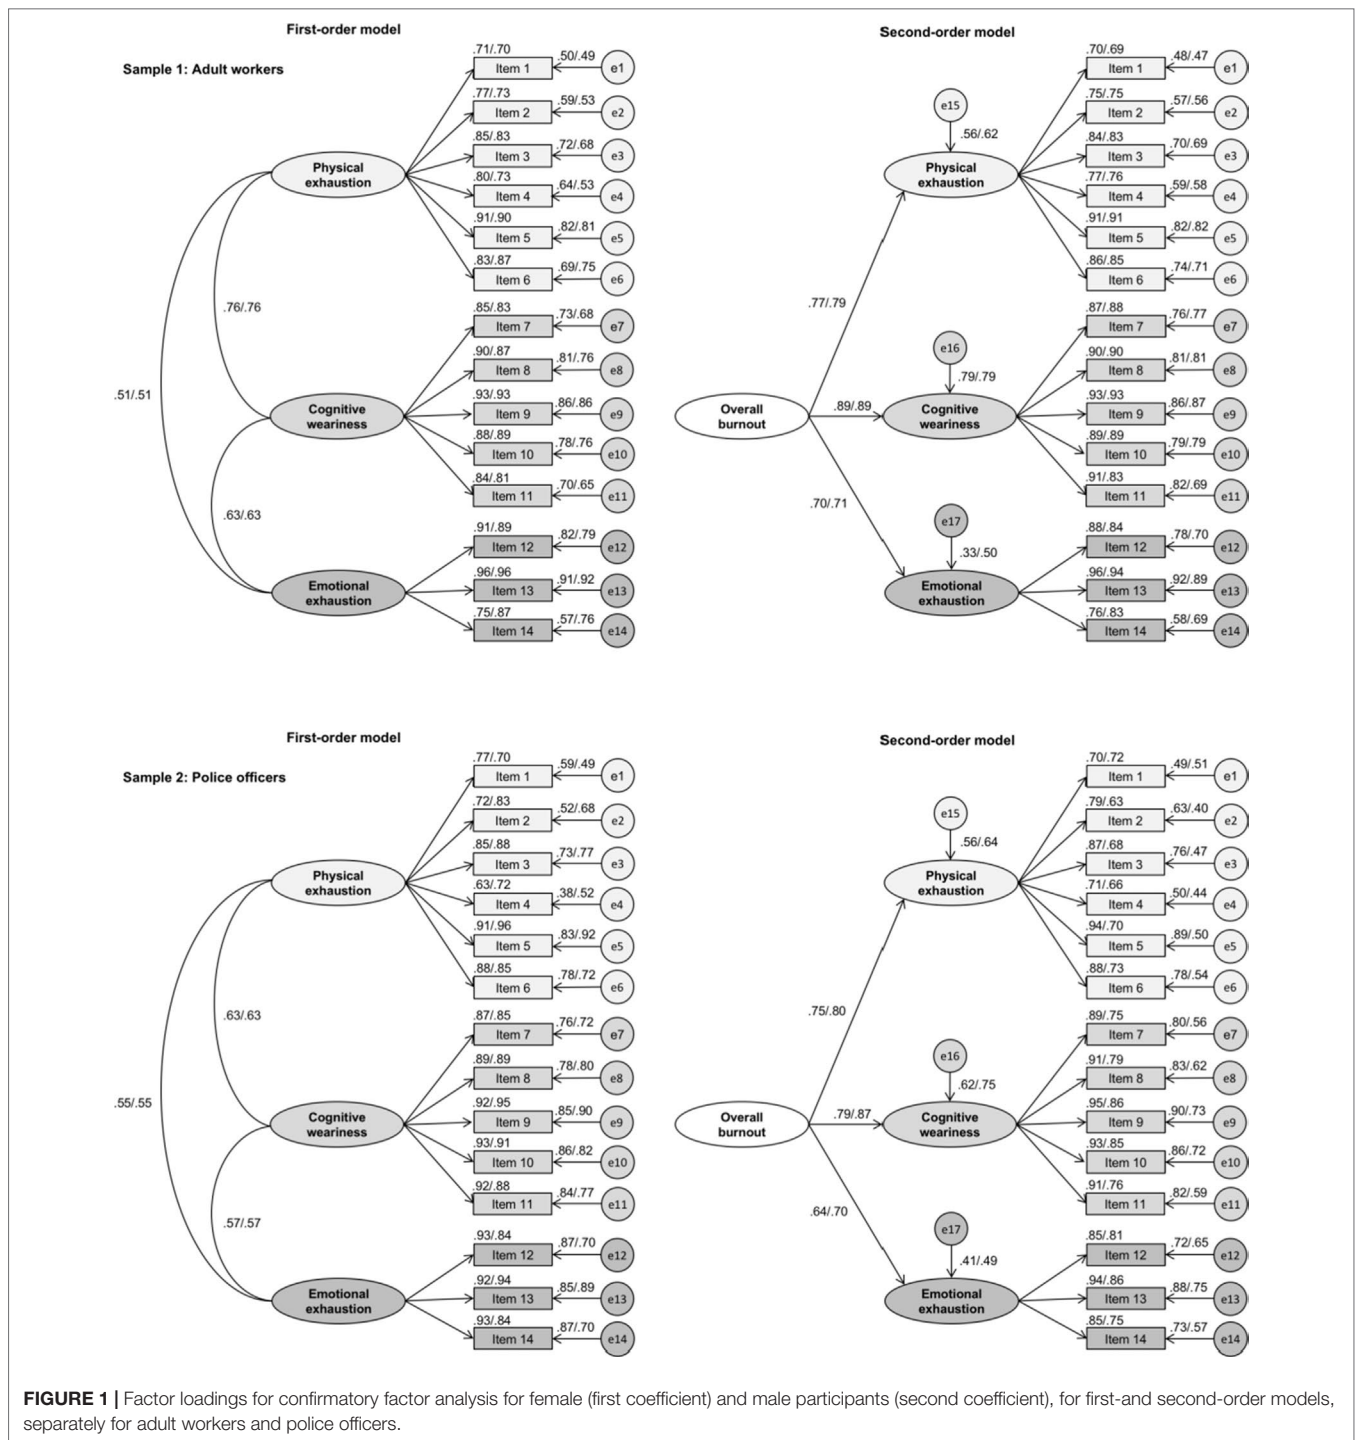 First-order model
Sample 1: Adult workers
.71/.70
Item 1
.50/.49
e1
.77/.73
Item 2
.59/.53
e2
.85/.83
Item 3
.72/.68
e3
Physical
exhaustion
.80/.73
Item 4
.64/.53
e4
.91/.90
Item 5
.82/.81
e5
.83/.87
Item 6
.69/.75
e6
.76/.76
.85/.83
Item 7
.73/.68
e7
.90/.87
Item 8
.81/.76
e8
.51/.51
Cognitive
weariness
.93/.93
Item 9
.86/.86
e9
.88/.89
Item 10
.78/.76
e10
.84/.81
Item 11
.70/.65
e11
.63/.63
.91/.89
Item 12
.82/.79
e12
Emotional
exhaustion
.96/.96
Item 13
.91/.92
e13
.75/.87
Item 14
.57/.76
e14
Second-order model
.70/.69
Item 1
.48/.47
e1
e15
.56/.62
.75/.75
Item 2
.57/.56
e2
.84/.83
Item 3
.70/.69
e3
Physical
exhaustion
.77/.76
Item 4
.59/.58
e4
.91/.91
Item 5
.82/.82
e5
.86/.85
Item 6
.74/.71
e6
.77/.79
.87/.88
Item 7
.76/.77
e7
e16
.79/.79
.90/.90
Item 8
.81/.81
e8
Overall
burnout
.89/.89
Cognitive
weariness
.93/.93
Item 9
.86/.87
e9
.89/.89
Item 10
.79/.79
e10
.91/.83
Item 11
.82/.69
e11
.70/.71
e17
.33/.50
.88/.84
Item 12
.78/.70
e12
Emotional
exhaustion
.96/.94
Item 13
.92/.89
e13
.76/.83
Item 14
.58/.69
e14
First-order model
Sample 2: Police officers
.77/.70
Item 1
.59/.49
e1
.72/.83
Item 2
.52/.68
e2
.85/.88
Item 3
.73/.77
e3
Physical
exhaustion
.63/.72
Item 4
.38/.52
e4
.91/.96
Item 5
.83/.92
e5
.88/.85
Item 6
.78/.72
e6
.63/.63
.87/.85
Item 7
.76/.72
e7
.89/.89
Item 8
.78/.80
e8
.55/.55
Cognitive
weariness
.92/.95
Item 9
.85/.90
e9
.93/.91
Item 10
.86/.82
e10
.92/.88
Item 11
.84/.77
e11
.57/.57
.93/.84
Item 12
.87/.70
e12
Emotional
exhaustion
.92/.94
Item 13
.85/.89
e13
.93/.84
Item 14
.87/.70
e14
Second-order model
.70/.72
Item 1
.49/.51
e1
e15
.56/.64
.79/.63
Item 2
.63/.40
e2
.87/.68
Item 3
.76/.47
e3
Physical
exhaustion
.71/.66
Item 4
.50/.44
e4
.94/.70
Item 5
.89/.50
e5
.88/.73
Item 6
.78/.54
e6
.75/.80
.89/.75
Item 7
.80/.56
e7
e16
.62/.75
.91/.79
Item 8
.83/.62
e8
Overall
burnout
.79/.87
Cognitive
weariness
.95/.86
Item 9
.90/.73
e9
.93/.85
Item 10
.86/.72
e10
.91/.76
Item 11
.82/.59
e11
.64/.70
e17
.41/.49
.85/.81
Item 12
.72/.65
e12
Emotional
exhaustion
.94/.86
Item 13
.88/.75
e13
.85/.75
Item 14
.73/.57
e14
FIGURE 1 | Factor loadings for confirmatory factor analysis for female (first coefficient) and male participants (second coefficient), for first-and second-order models,
separately for adult workers and police officers.